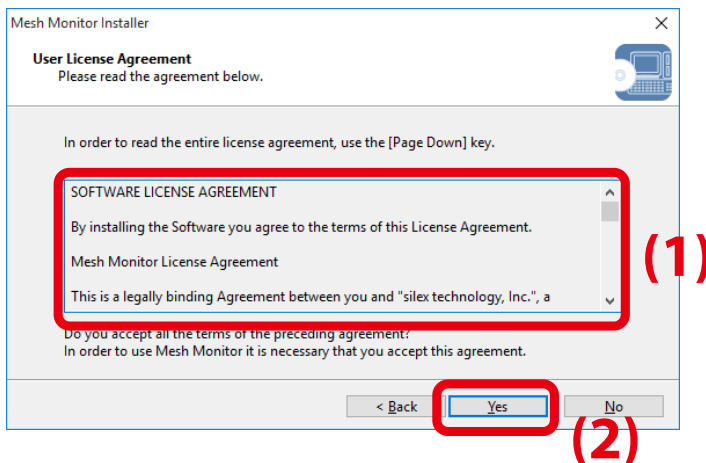 Mesh Monitor Installer
User License Agreement
Please read the agreement below.
In order to read the entire license agreement, use the [Page Down] key.
SOFTWARE LICENSE AGREEMENT
By installing the Software you agree to the terms of this License Agreement.
Mesh Monitor License Agreement
This is a legally binding Agreement between you and "silex technology, Inc.", a
(1)
Do you accept all the terms of the preceding agreement?
In order to use Mesh Monitor it is necessary that you accept this agreement.
< Back Yes No
(2)